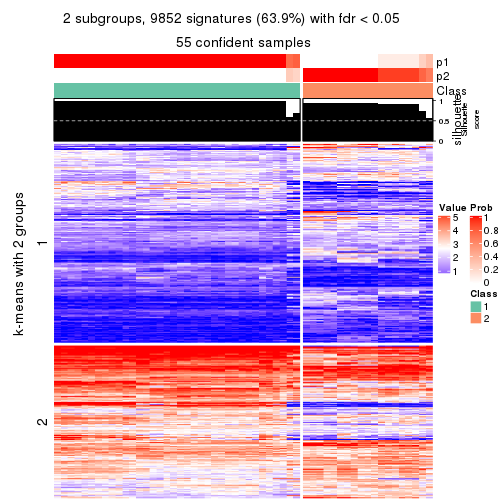 2 subgroups, 9852 signatures (63.9%) with fdr < 0.05
55 confident samples
p1
p2
Class
1
0.5
0
silhouette
Silhouette
score
k-means with 2 groups
1
2
Value
5
4
3
2
1
Prob
1
0.8
0.6
0.4
0.2
0
Class
1
2